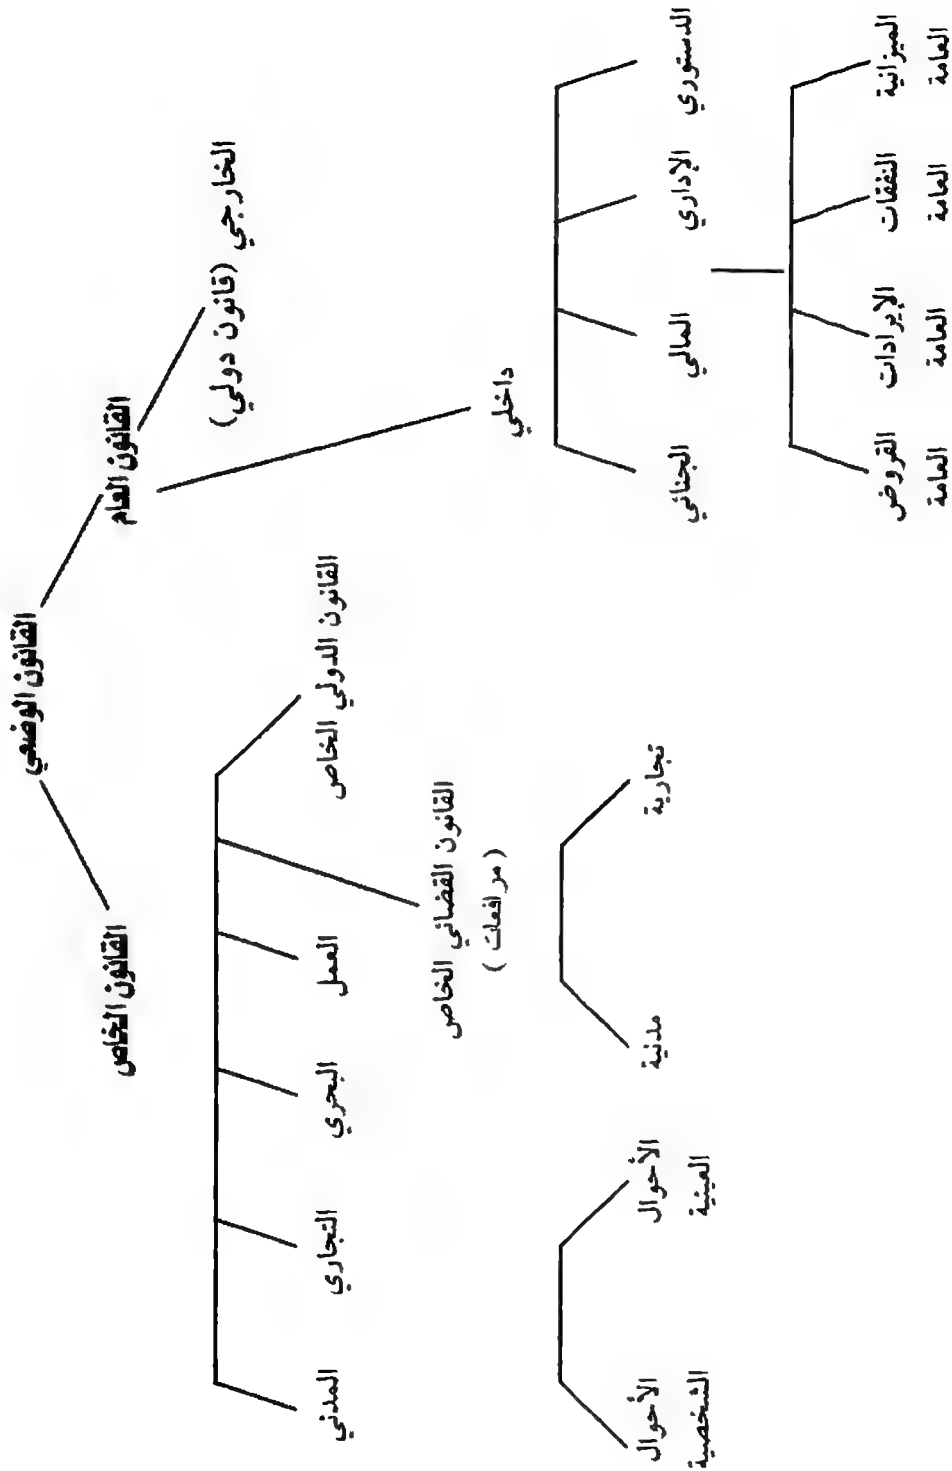 القانون الوضعي
القانون العام
القانون الخاص
الخارجي (قانون دولي)
داخلي
الدستوري
الإداري
المالي
الجنائي
الميزانية
العامة
النفقات
العامة
الإيرادات
العامة
القروض
العامة
القانون الدولي الخاص
القانون القضائي الخاص
(مرافعات)
العمل
البحري
التجاري
المدني
تجارية
مدنية
الأحوال
العينية
الأحوال
الشخصية